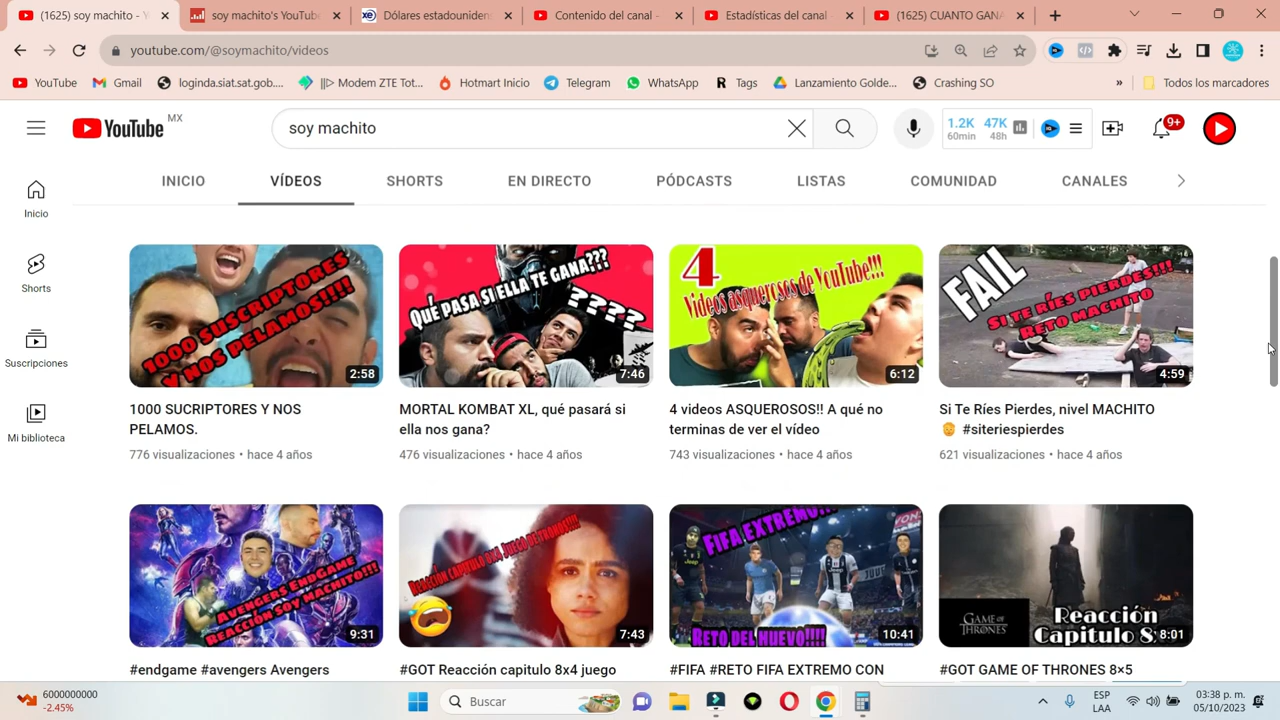 (1625) soy machito - Y
soy machito's YouTube
Dólares estadouniden
Contenido del canal -
Estadísticas del canal -
(1625) CUANTO GANA
youtube.com/@soymachito/videos
YouTube
Gmail
loginda.siat.sat.gob....
||▷ Modem ZTE Tot...
Hotmart Inicio
Telegram
WhatsApp
Tags
Lanzamiento Golde...
Crashing SO
»
Todos los marcadores
YouTube MX
soy machito
1.2K 47K
60min 48h
9+
INICIO
VÍDEOS
SHORTS
EN DIRECTO
PÓDCASTS
LISTAS
COMUNIDAD
CANALES
Inicio
Shorts
Suscripciones
Mi biblioteca
1000 SUSCRIPTORES
Y NOS PELAMOS!!!!
2:58
QUÉ PASA SI ELLA TE GANA???
????
7:46
4
Videos asquerosos de YouTube!!!
6:12
FAIL
SI TE RÍES PIERDES!!!
RETO MACHITO
4:59
1000 SUCRIPTORES Y NOS
PELAMOS.
776 visualizaciones • hace 4 años
MORTAL KOMBAT XL, qué pasará si
ella nos gana?
476 visualizaciones • hace 4 años
4 videos ASQUEROSOS!! A qué no
terminas de ver el vídeo
743 visualizaciones • hace 4 años
Si Te Ríes Pierdes, nivel MACHITO
#siteriespierdes
621 visualizaciones • hace 4 años
AVENGERS ENDGAME
REACCIÓN SOY MACHITO!!!
9:31
REACCIÓN CAPITULO 8X4 JUEGO DE TRONOS!!!!
7:43
FIFA EXTREMO!!!
RETO DEL HUEVO!!!!
10:41
GAME OF
THRONES
Reacción
Capitulo 8
8:01
#endgame #avengers Avengers
#GOT Reacción capitulo 8x4 juego
#FIFA #RETO FIFA EXTREMO CON
#GOT GAME OF THRONES 8×5
6000000000
-2.45%
Buscar
ESP
LAA
03:38 p. m.
05/10/2023